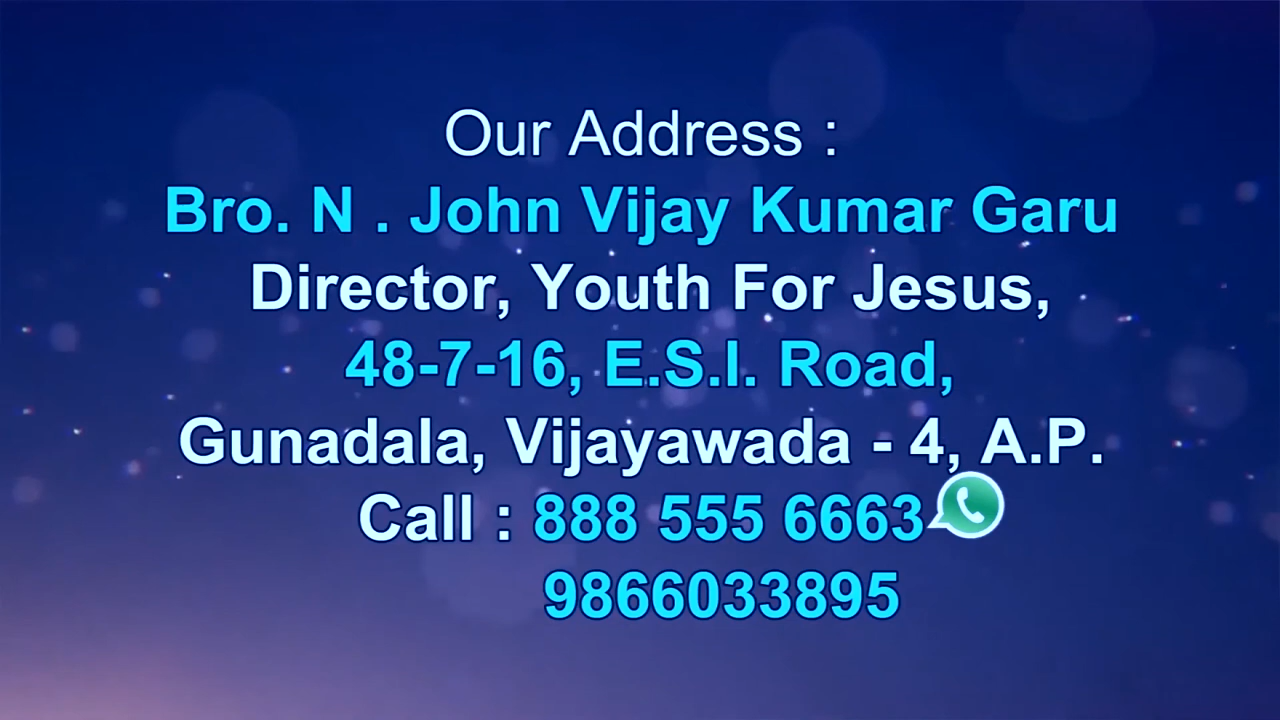 Our Address :
Bro. N . John Vijay Kumar Garu
Director, Youth For Jesus,
48-7-16, E.S.I. Road,
Gunadala, Vijayawada - 4, A.P.
Call : 888 555 6663
9866033895